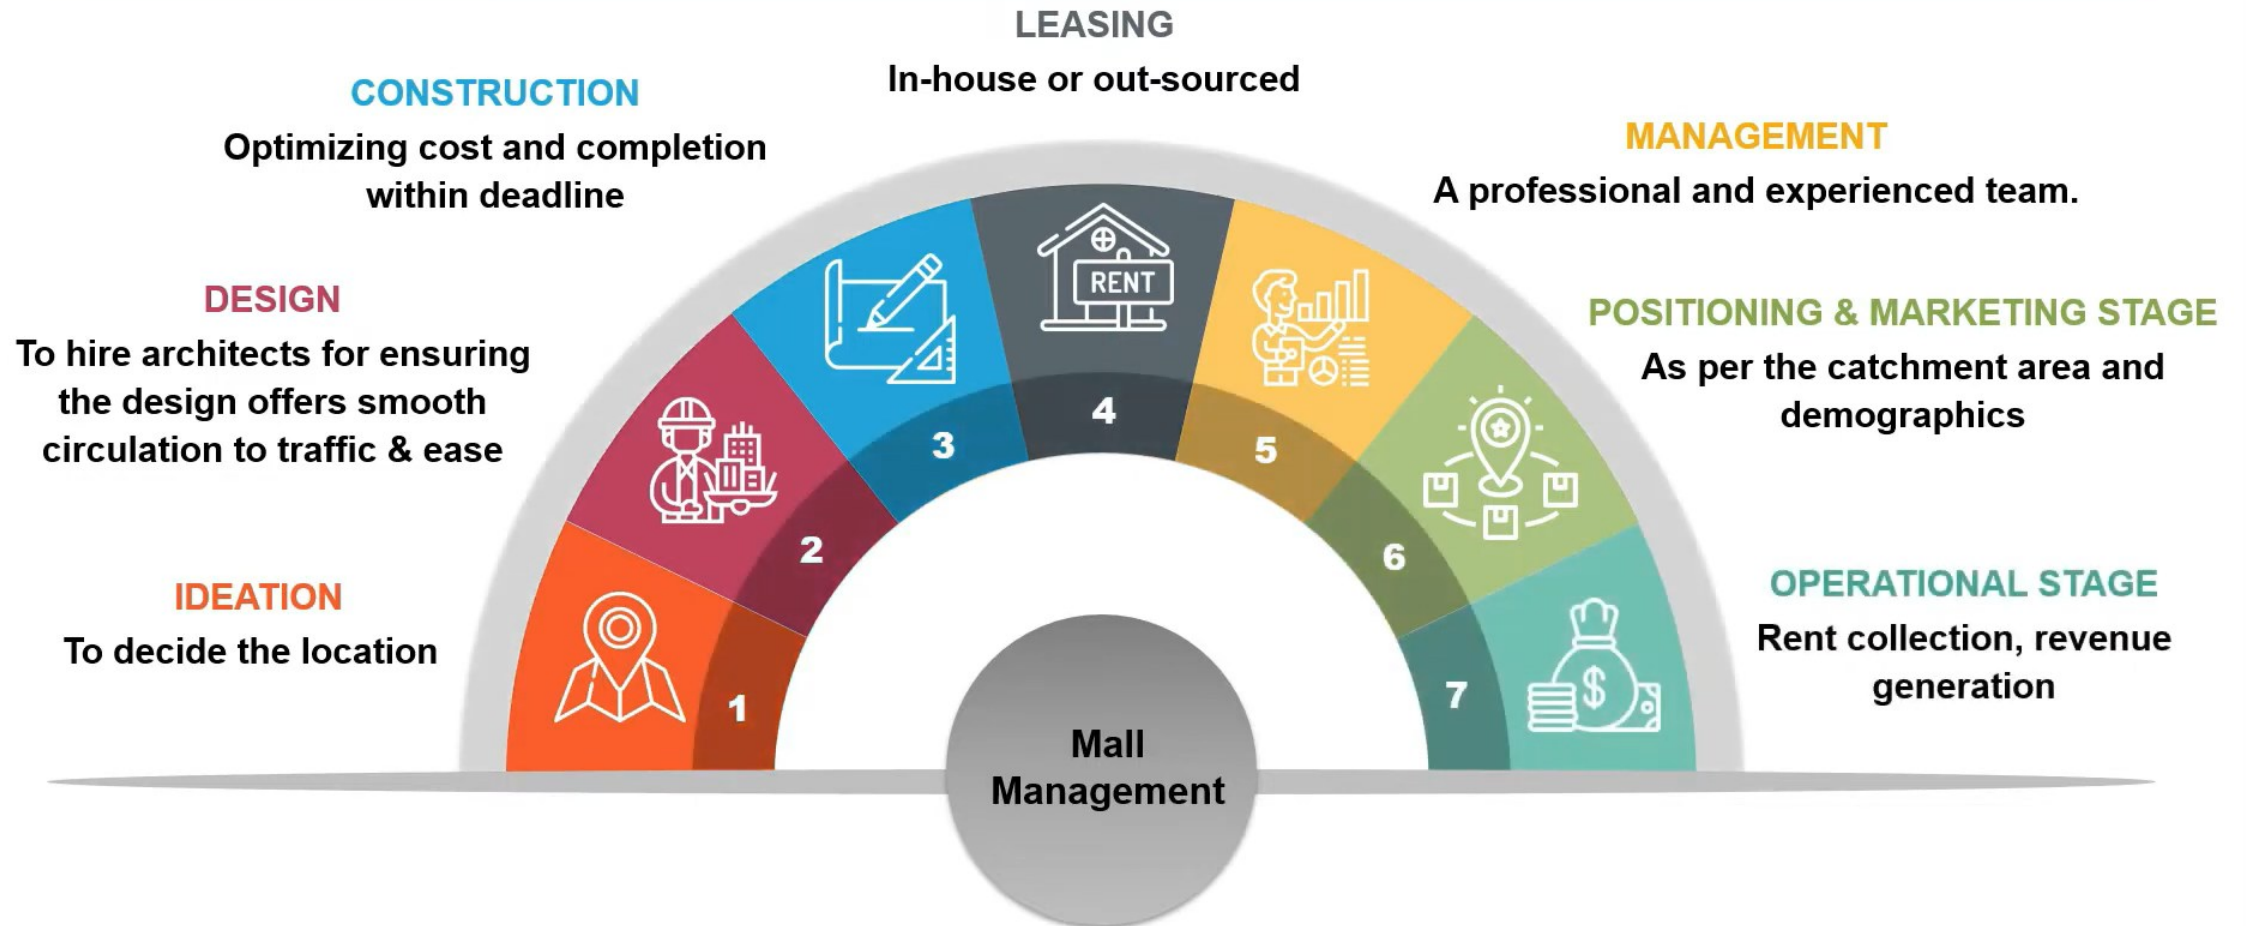 IDEATION
To decide the location
1
DESIGN
To hire architects for ensuring
the design offers smooth
circulation to traffic & ease
2
CONSTRUCTION
Optimizing cost and completion
within deadline
3
LEASING
In-house or out-sourced
RENT
4
MANAGEMENT
A professional and experienced team.
5
POSITIONING & MARKETING STAGE
As per the catchment area and
demographics
6
OPERATIONAL STAGE
Rent collection, revenue
generation
$
7
Mall
Management